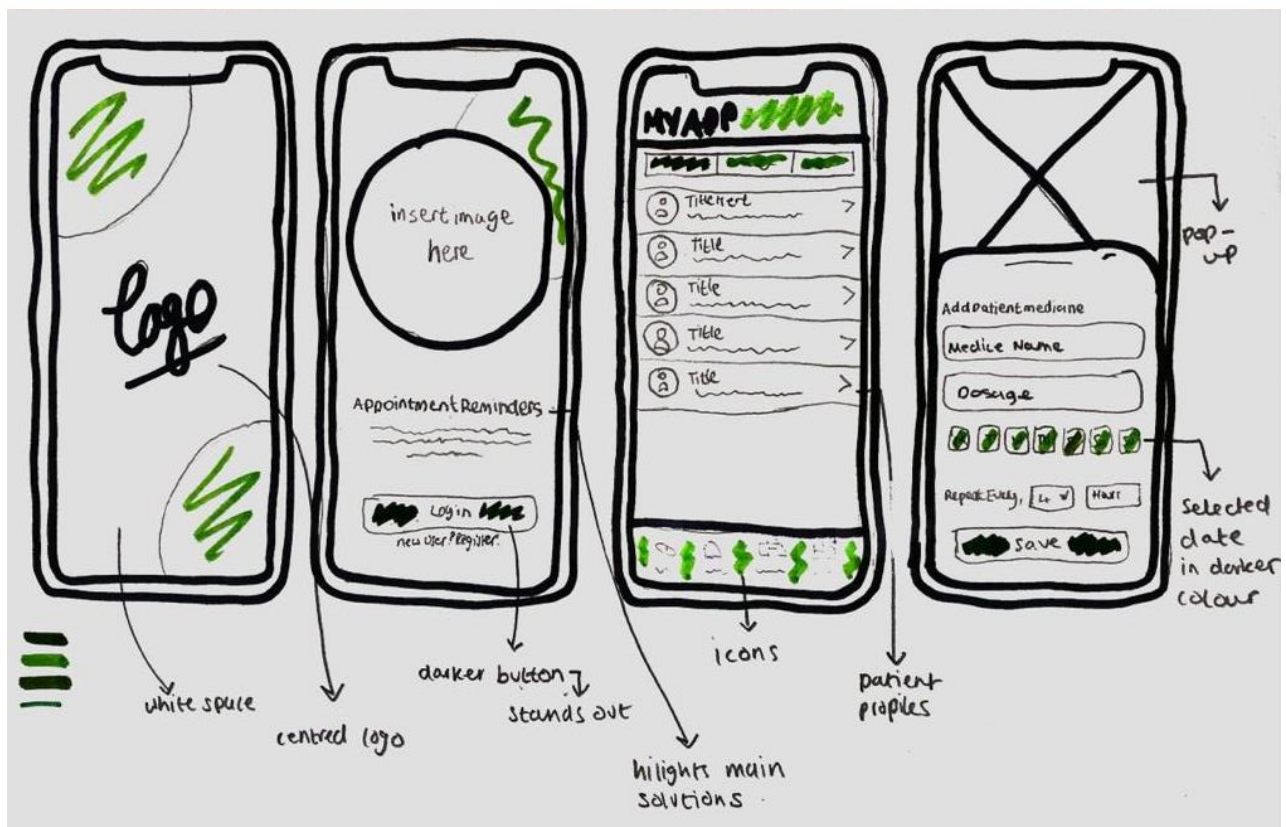 Logo
insert image
here
Appointment Reminders
Login
new user? Register.
MY APP
Title Here
Title
Title
Title
Title
Add patient medicine
Medice Name
Dosage
Repeat Every,
Save
pop-
up
Selected
date
in darker
colour
white space
centred logo
darker button
stands out
hilights main
solutions.
icons
patient
profiles